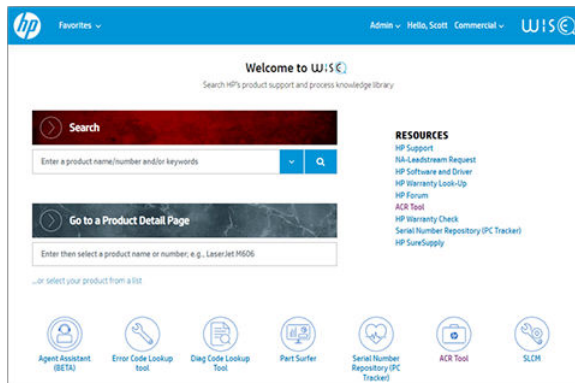 hp
Favorites
Admin
Hello, Scott
Commercial
WISE
Welcome to WISE
Search HP's product support and process knowledge library
Search
Enter a product name/number and/or keywords
Go to a Product Detail Page
Enter then select a product name or number; e.g., LaserJet M606
...or select your product from a list
RESOURCES
HP Support
NA-Leadstream Request
HP Software and Driver
HP Warranty Look-Up
HP Forum
ACR Tool
HP Warranty Check
Serial Number Repository (PC Tracker)
HP SureSupply
Agent Assistant
(BETA)
Error Code Lookup
tool
Diag Code Lookup
Tool
Part Surfer
Serial Number
Repository (PC
Tracker)
ACR Tool
SLCM